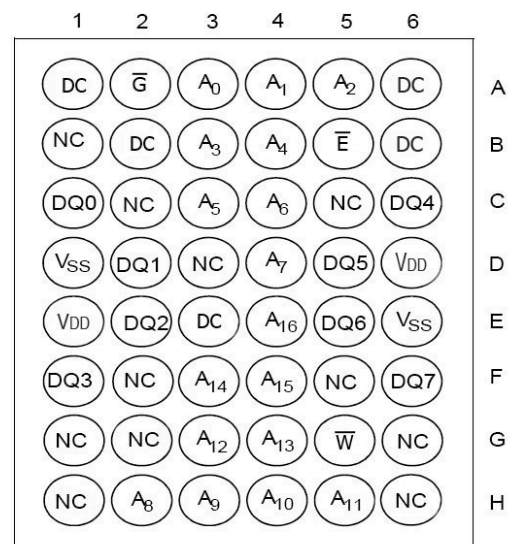 1 2 3 4 5 6
DC G̅ A₀ A₁ A₂ DC A
NC DC A₃ A₄ E̅ DC B
DQ0 NC A₅ A₆ NC DQ4 C
VSS DQ1 NC A₇ DQ5 VDD D
VDD DQ2 DC A₁₆ DQ6 VSS E
DQ3 NC A₁₄ A₁₅ NC DQ7 F
NC NC A₁₂ A₁₃ W̅ NC G
NC A₈ A₉ A₁₀ A₁₁ NC H